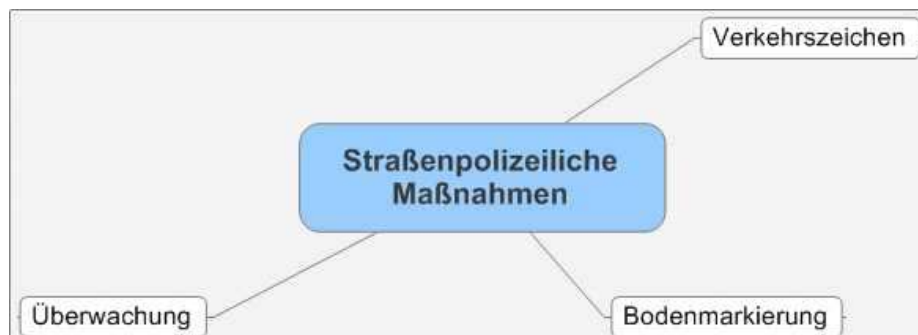 Verkehrszeichen
Straßenpolizeiliche
Maßnahmen
Überwachung
Bodenmarkierung